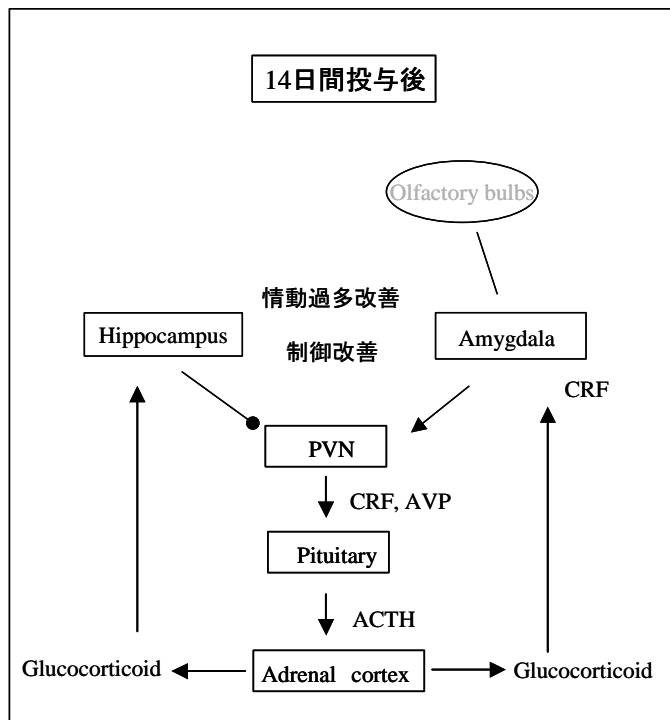 14日間投与後
Olfactory bulbs
情動過多改善
Hippocampus
Amygdala
制御改善
CRF
PVN
CRF, AVP
Pituitary
ACTH
Glucocorticoid
Adrenal cortex
Glucocorticoid